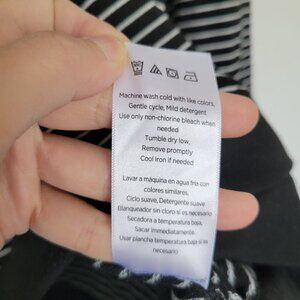 Machine wash cold with like colors,
Gentle cycle, Mild detergent
Use only non-chlorine bleach when
needed
Tumble dry low,
Remove promptly
Cool Iron if needed
Lavar a máquina en agua fría con
colores similares,
Ciclo suave, Detergente suave
Blanqueador sin cloro si es necesario
Secadora a temperatura baja,
Sacar immediatamente.
Usar plancha temperatura baja si es
necesario